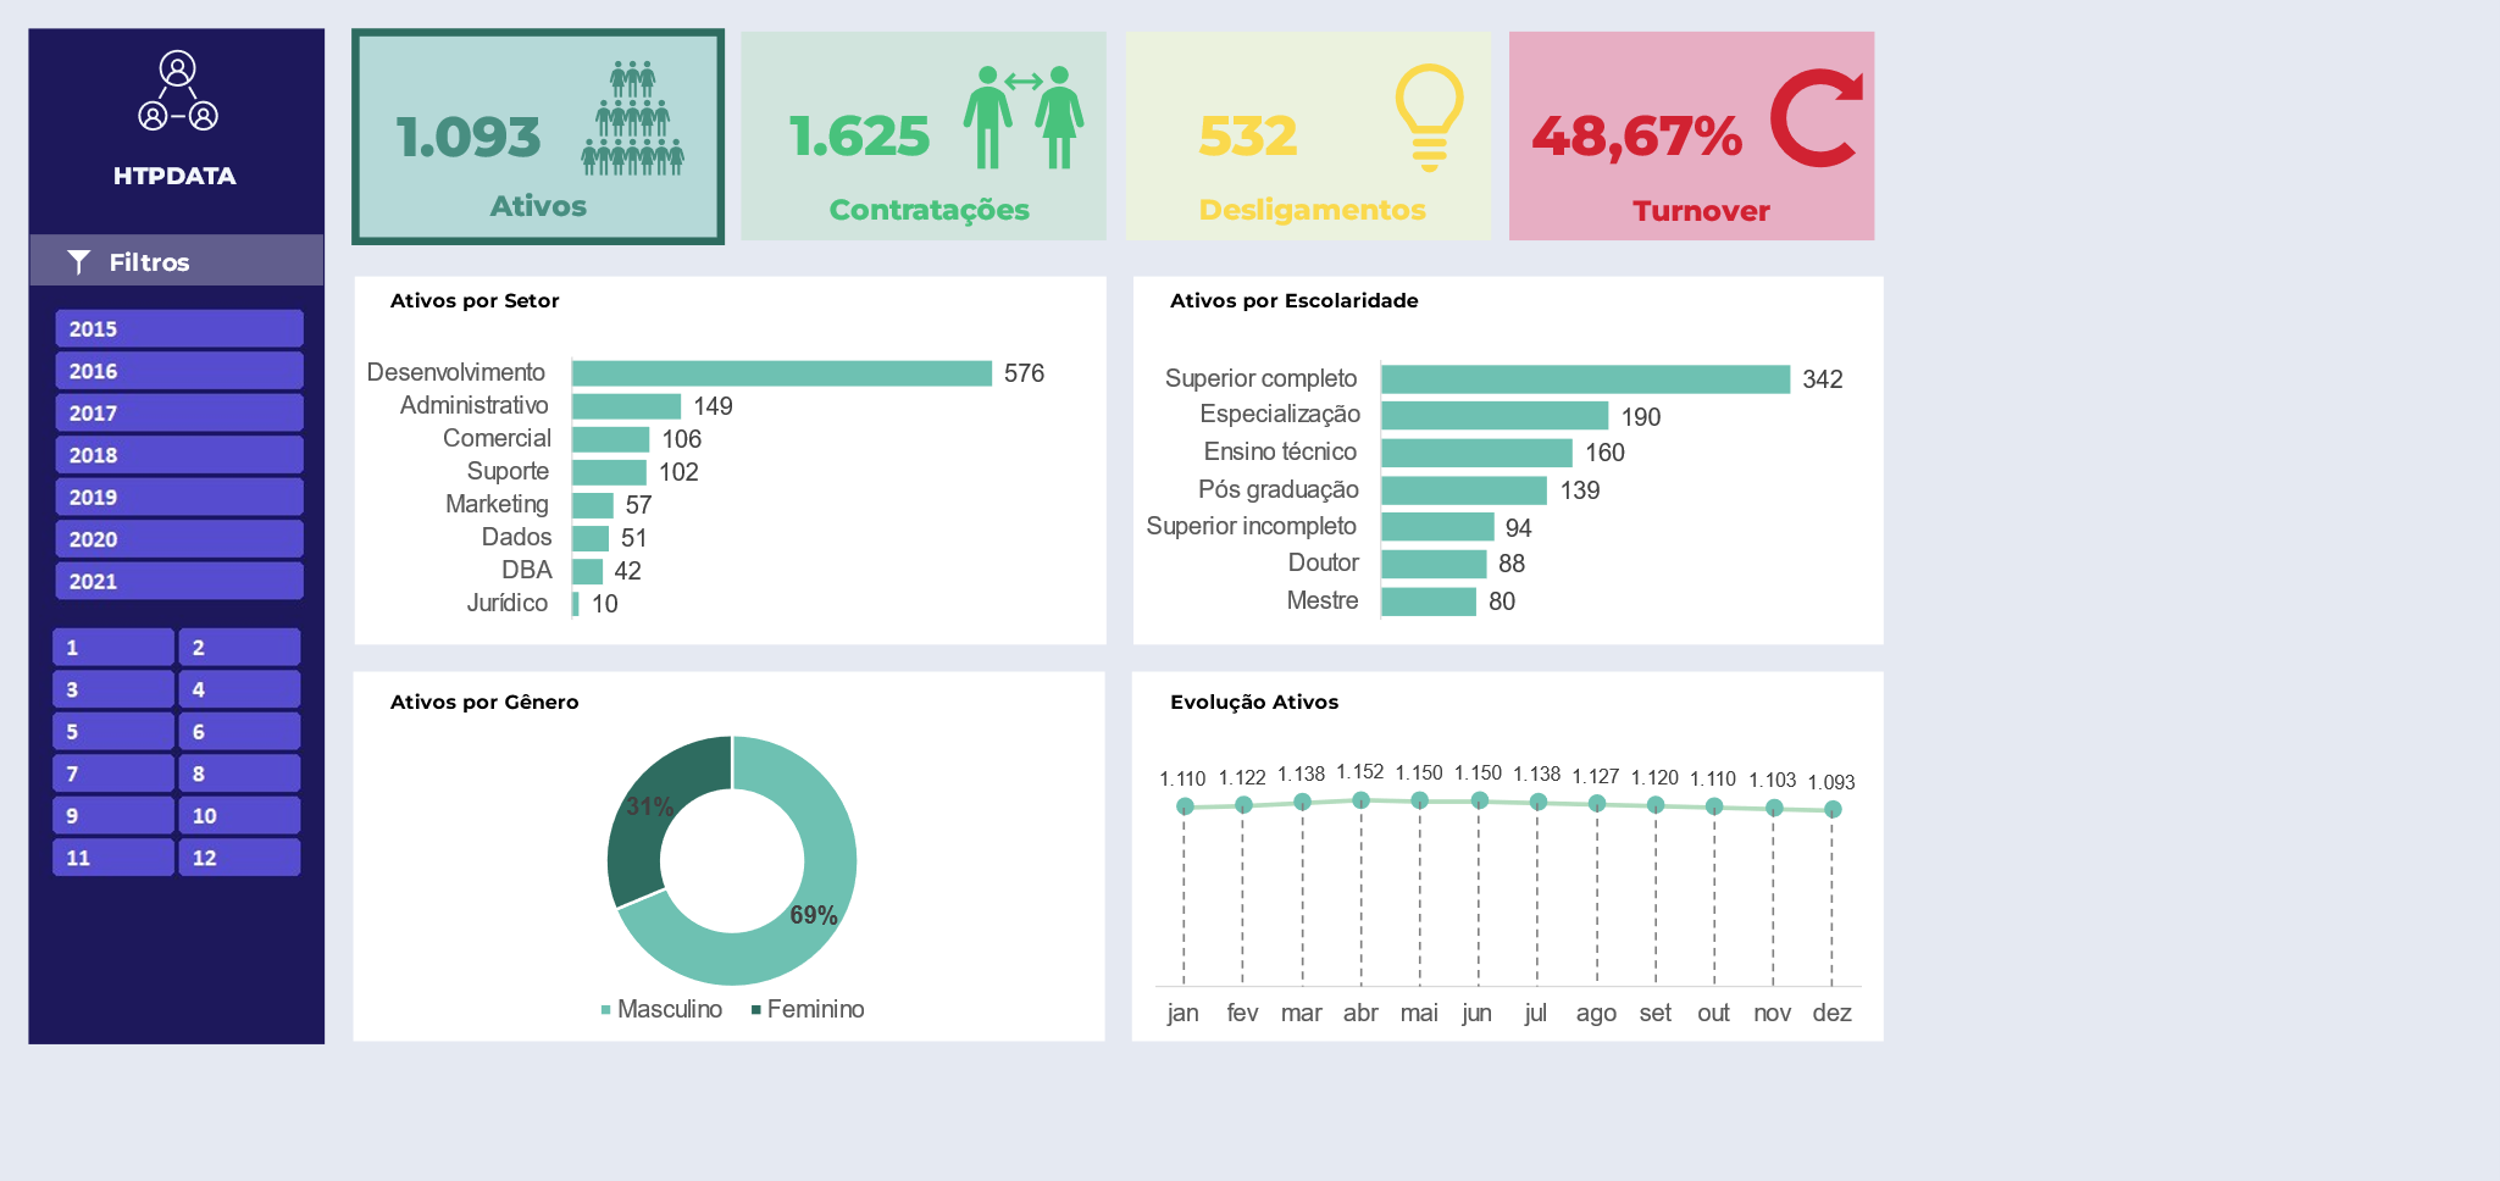 HTPDATA
Filtros
2015
2016
2017
2018
2019
2020
2021
1 2
3 4
5 6
7 8
9 10
11 12
1.093
Ativos
1.625
Contratações
532
Desligamentos
48,67%
Turnover
Ativos por Setor
Desenvolvimento 576
Administrativo 149
Comercial 106
Suporte 102
Marketing 57
Dados 51
DBA 42
Jurídico 10
Ativos por Escolaridade
Superior completo 342
Especialização 190
Ensino técnico 160
Pós graduação 139
Superior incompleto 94
Doutor 88
Mestre 80
Ativos por Gênero
31%
69%
Masculino Feminino
Evolução Ativos
1.110 1.122 1.138 1.152 1.150 1.150 1.138 1.127 1.120 1.110 1.103 1.093
jan fev mar abr mai jun jul ago set out nov dez